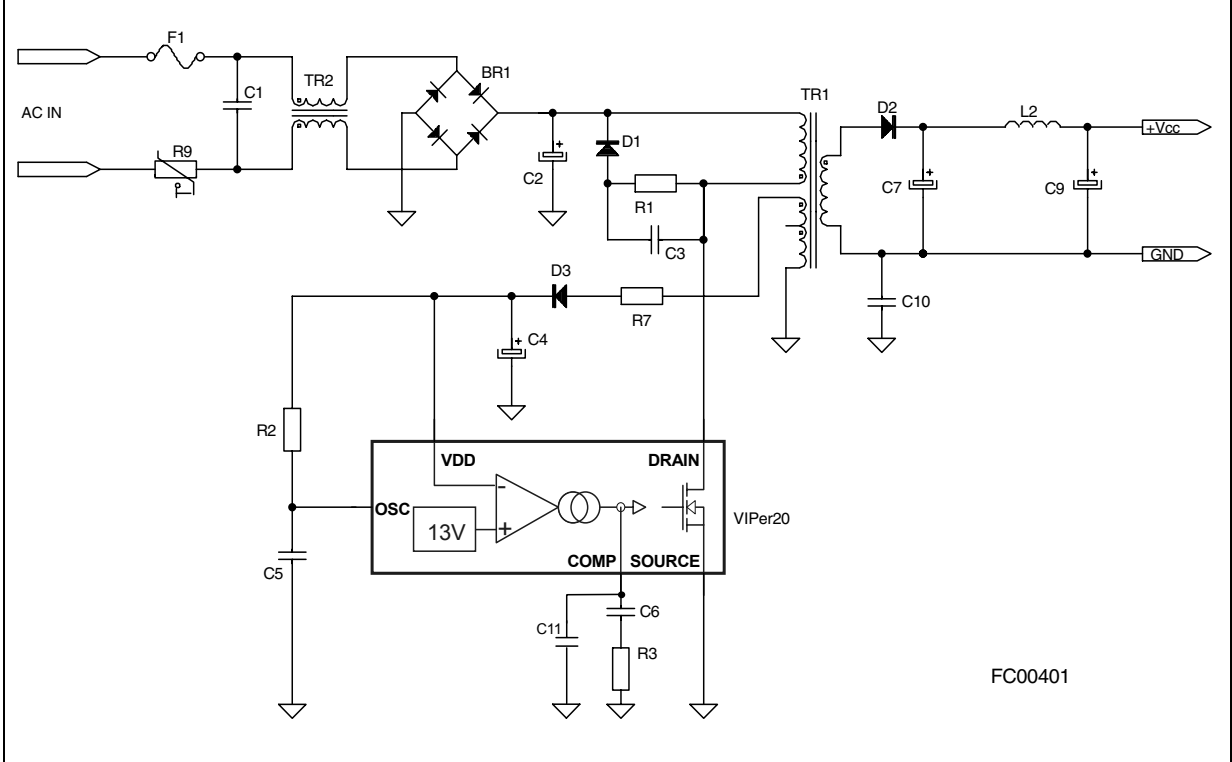 F1
BR1
TR2
TR1
C1
D2
L2
AC IN
+Vcc
D1
R9
C2
+
C7
+
C9
+
R1
C3
GND
D3
C10
R7
C4
+
R2
VDD
DRAIN
-
OSC
13V
+
VIPer20
COMP
SOURCE
C5
C6
C11
R3
FC00401